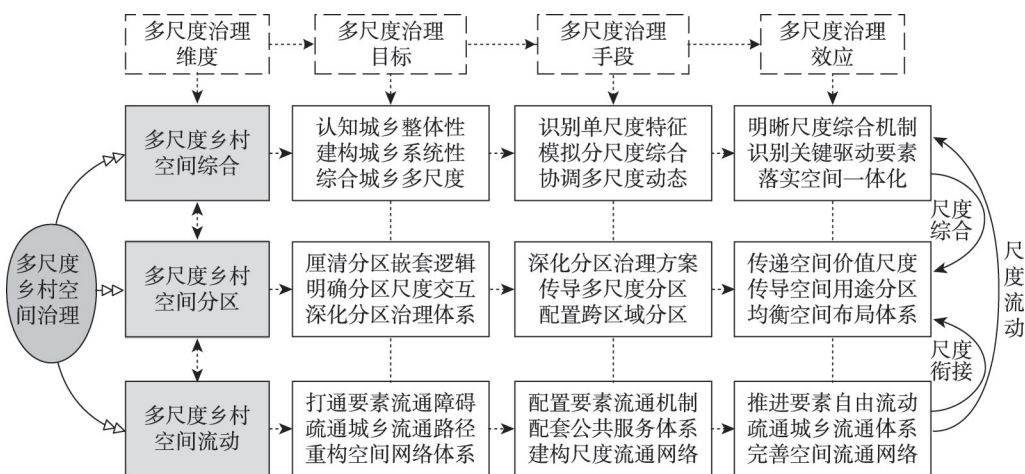 多尺度治理
维度
多尺度治理
目标
多尺度治理
手段
多尺度治理
效应
多尺度乡村
空间综合
认知城乡整体性
建构城乡系统性
综合城乡多尺度
识别单尺度特征
模拟分尺度综合
协调多尺度动态
明晰尺度综合机制
识别关键驱动要素
落实空间一体化
尺度
综合
多尺度
乡村空
间治理
多尺度乡村
空间分区
厘清分区嵌套逻辑
明确分区尺度交互
深化分区治理体系
深化分区治理方案
传导多尺度分区
配置跨区域分区
传递空间价值尺度
传导空间用途分区
均衡空间布局体系
尺度流动
尺度
衔接
多尺度乡村
空间流动
打通要素流通障碍
疏通城乡流通路径
重构空间网络体系
配置要素流通机制
配套公共服务体系
建构尺度流通网络
推进要素自由流动
疏通城乡流通体系
完善空间流通网络